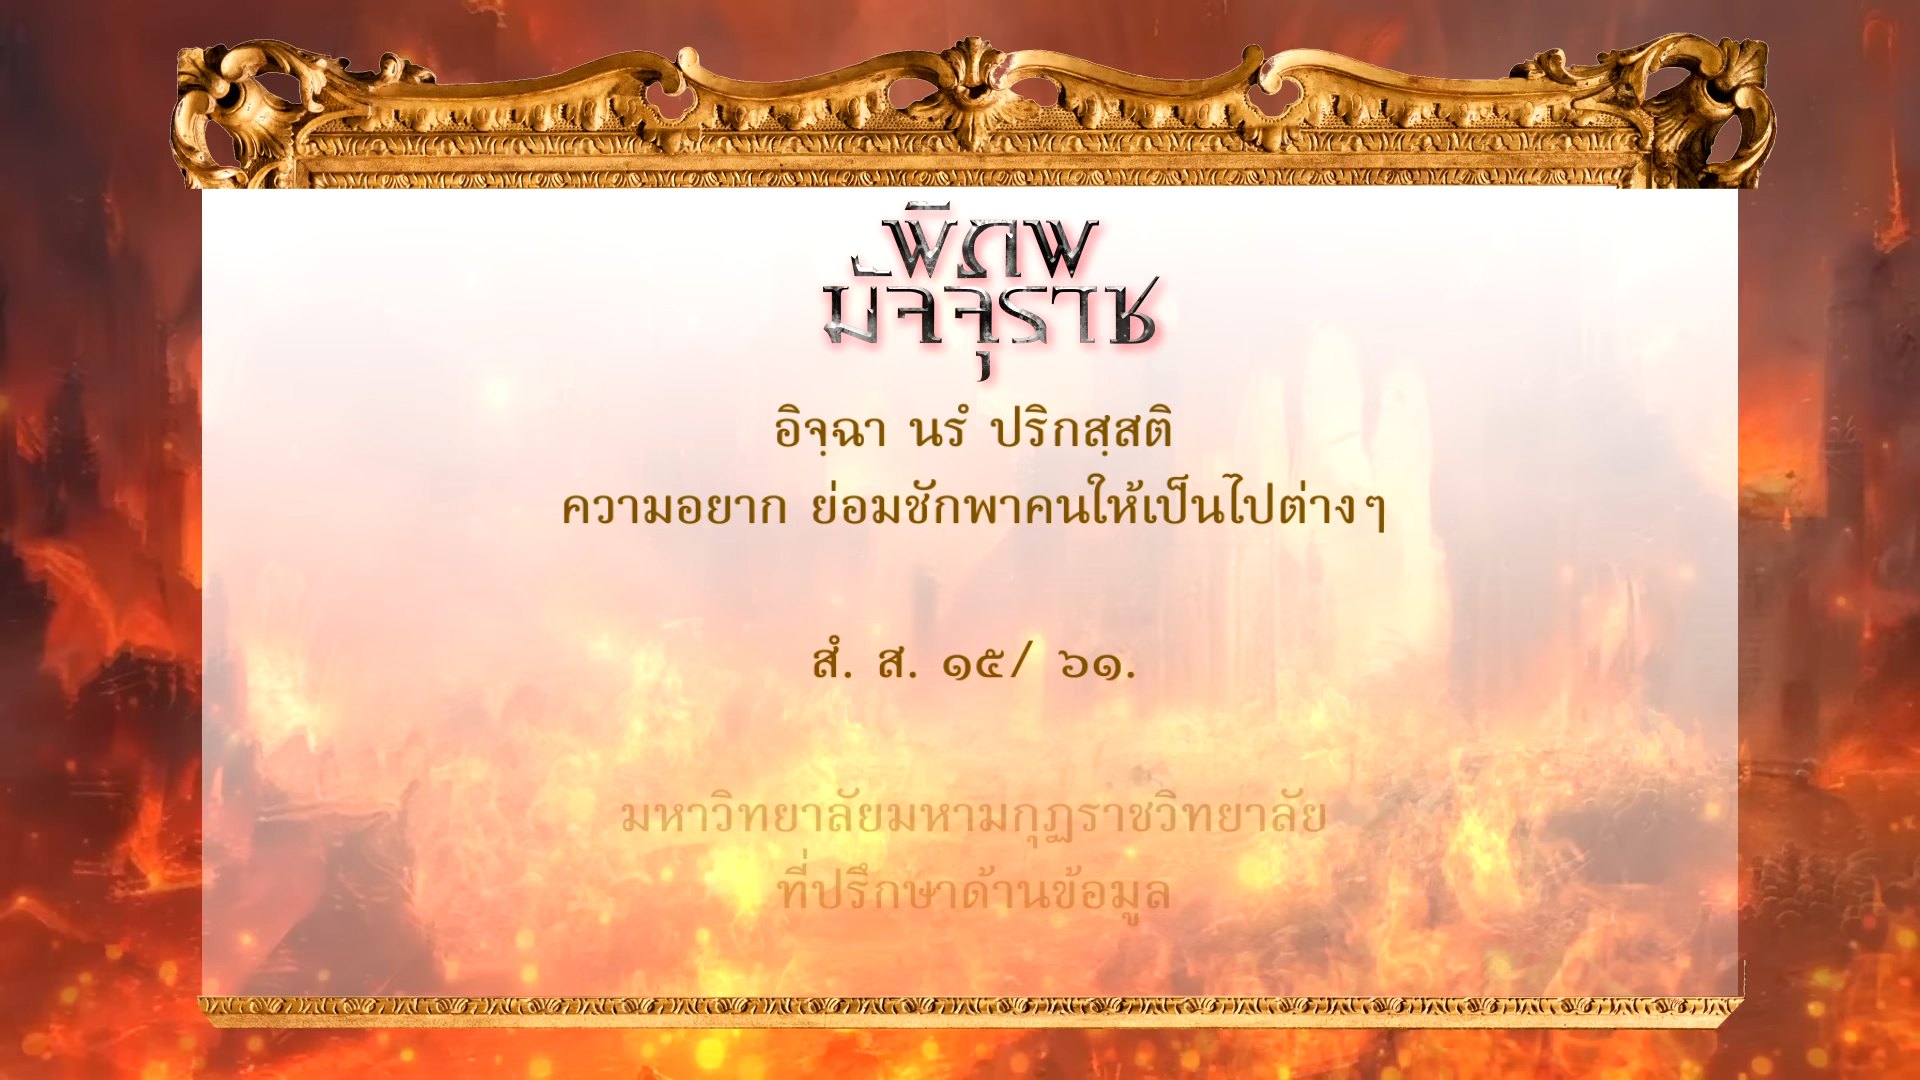 พิภพ
มัจจุราช
อิจฺฉา นรํ ปริกสฺสติ
ความอยาก ย่อมชักพาคนให้เป็นไปต่างๆ
สํ. ส. ๑๕/ ๖๑.
มหาวิทยาลัยมหามกุฏราชวิทยาลัย
ที่ปรึกษาด้านข้อมูล